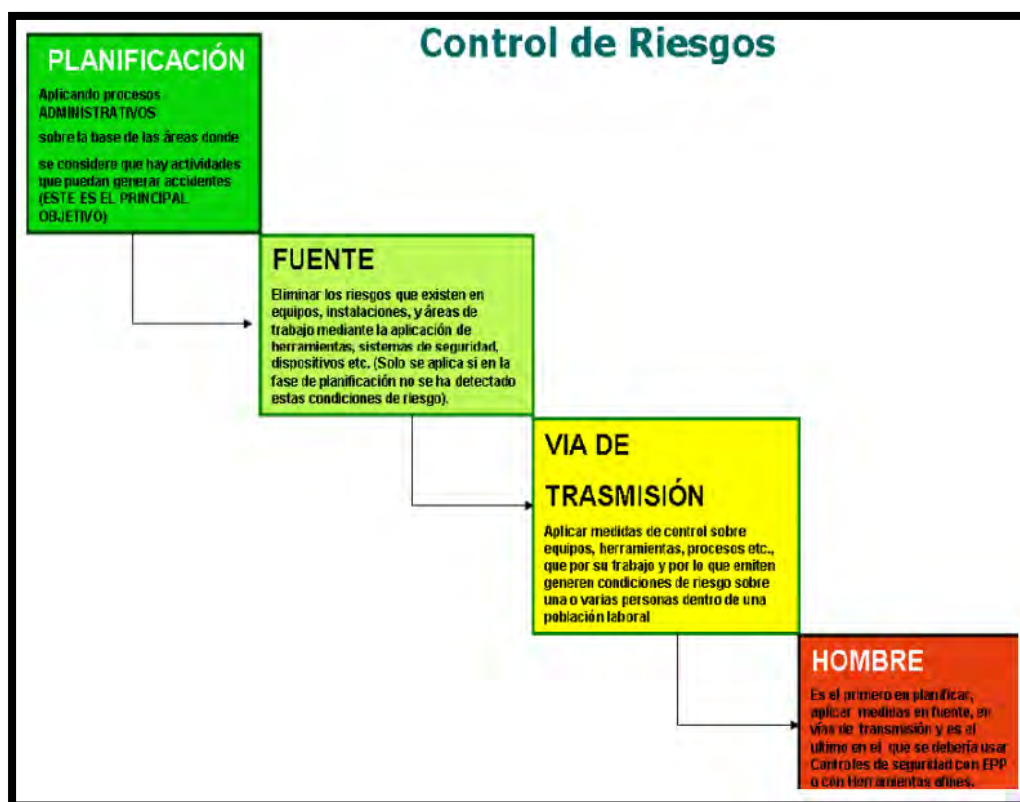 Control de Riesgos
PLANIFICACIÓN
Aplicando procesos
ADMINISTRATIVOS
sobre la base de las áreas donde
se considere que hay actividades
que puedan generar accidentes
(ESTE ES EL PRINCIPAL
OBJETIVO)
FUENTE
Eliminar los riesgos que existen en
equipos, instalaciones, y áreas de
trabajo mediante la aplicación de
herramientas, sistemas de seguridad,
dispositivos etc. (Solo se aplica si en la
fase de planificación no se ha detectado
estas condiciones de riesgo).
VIA DE
TRASMISIÓN
Aplicar medidas de control sobre
equipos, herramientas, procesos etc.,
que por su trabajo y por lo que emiten
generen condiciones de riesgo sobre
una o varias personas dentro de una
población laboral
HOMBRE
Es el primero en planificar,
aplicar medidas en fuente, en
vías de transmisión y es el
ultimo en el que se debería usar
Controles de seguridad con EPP
o con Herramientas afines.